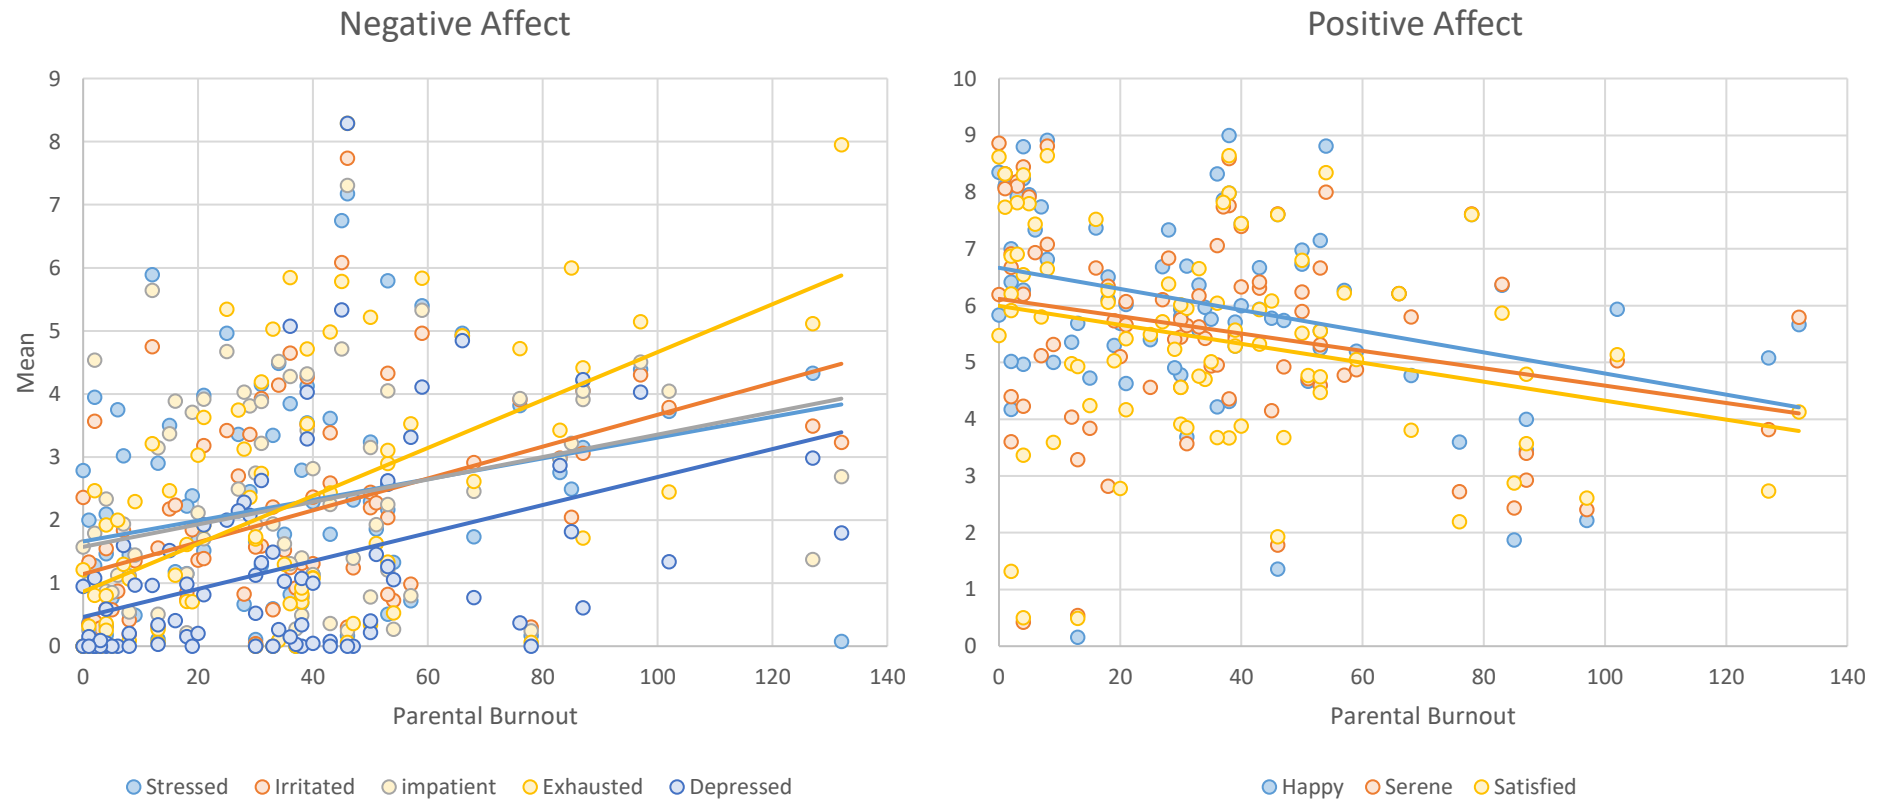 Negative Affect
9
8
7
6
5
4
3
2
1
0
Mean
0 20 40 60 80 100 120 140
Parental Burnout
Stressed Irritated impatient Exhausted Depressed
Positive Affect
10
9
8
7
6
5
4
3
2
1
0
0 20 40 60 80 100 120 140
Parental Burnout
Happy Serene Satisfied